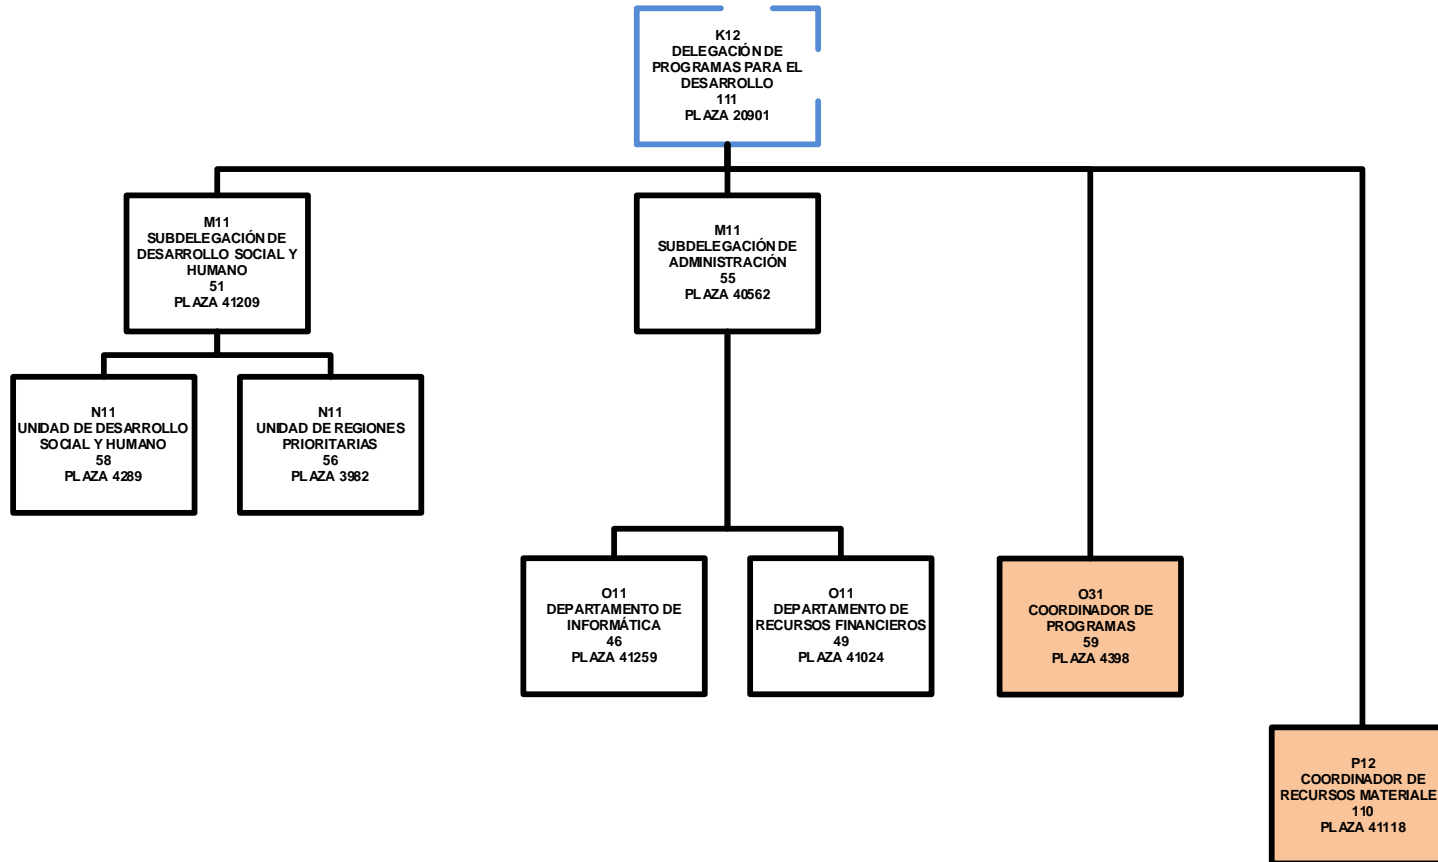 K12
DELEGACIÓN DE
PROGRAMAS PARA EL
DESARROLLO
111
PLAZA 20901
M11
SUBDELEGACIÓN DE
DESARROLLO SOCIAL Y
HUMANO
51
PLAZA 41209
M11
SUBDELEGACIÓN DE
ADMINISTRACIÓN
55
PLAZA 40562
N11
UNIDAD DE DESARROLLO
SOCIAL Y HUMANO
58
PLAZA 4289
N11
UNIDAD DE REGIONES
PRIORITARIAS
56
PLAZA 3982
O11
DEPARTAMENTO DE
INFORMÁTICA
46
PLAZA 41259
O11
DEPARTAMENTO DE
RECURSOS FINANCIEROS
49
PLAZA 41024
O31
COORDINADOR DE
PROGRAMAS
59
PLAZA 4398
P12
COORDINADOR DE
RECURSOS MATERIALE
110
PLAZA 41118